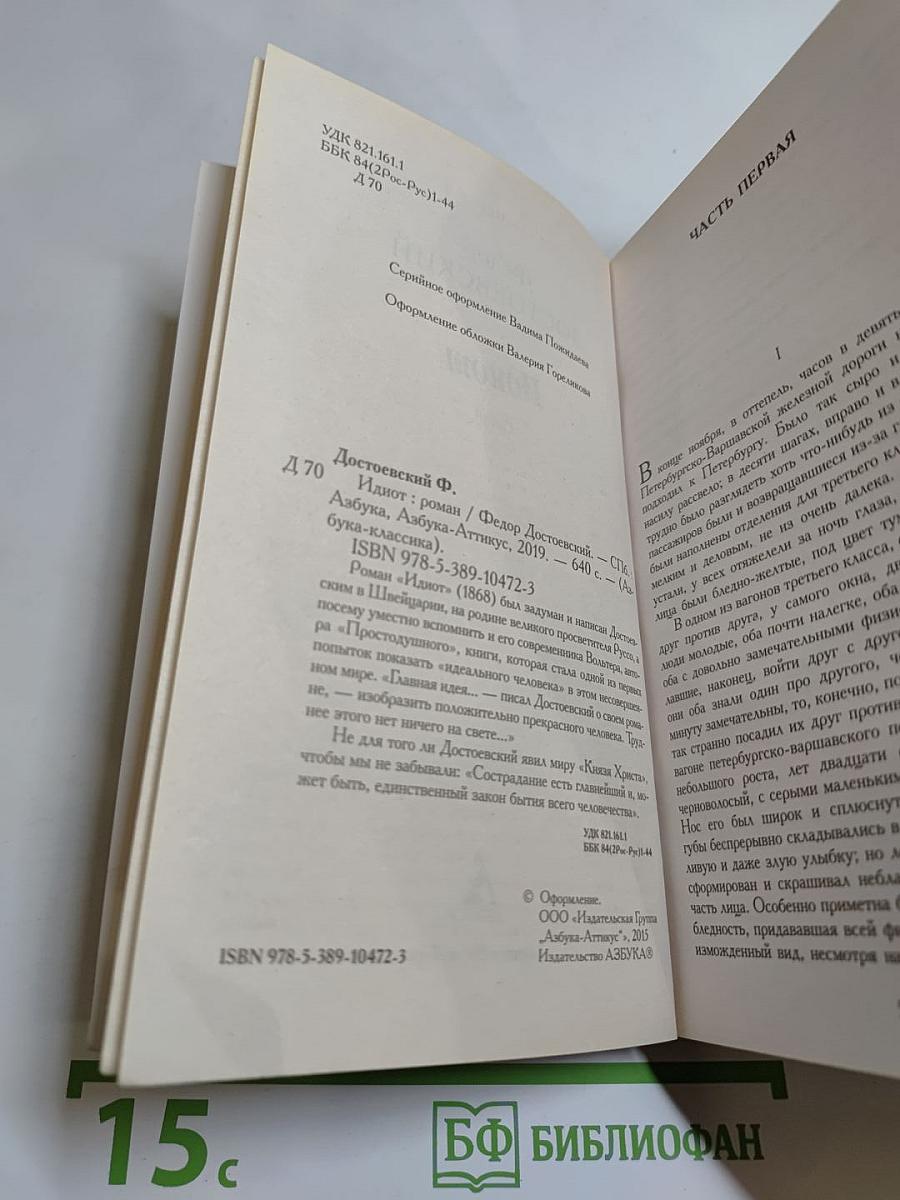 УДК 821.161.1
ББК 84(2Рос-Рус)1-44
Д 70
Серийное оформление Вадима Пожидаева
Оформление обложки Валерия Гореликова
Достоевский Ф.
Д 70
Идиот : роман / Федор Достоевский. — СПб. :
Азбука, Азбука-Аттикус, 2019. — 640 с. — (Аз-
бука-классика).
ISBN 978-5-389-10472-3
Роман «Идиот» (1868) был задуман и написан Достоев-
ским в Швейцарии, на родине великого просветителя Руссо, а
посему уместно вспомнить и его современника Вольтера, авто-
ра «Простодушного», книги, которая стала одной из первых
попыток показать «идеального человека» в этом несовершен-
ном мире. «Главная идея... — писал Достоевский о своем рома-
не, — изобразить положительно прекрасного человека. Труд-
нее этого нет ничего на свете...»
Не для того ли Достоевский явил миру «Князя Христа»,
чтобы мы не забывали: «Сострадание есть главнейший и, мо-
жет быть, единственный закон бытия всего человечества».
УДК 821.161.1
ББК 84(2Рос-Рус)1-44
© Оформление.
ООО «Издательская Группа
„Азбука-Аттикус“», 2015
Издательство АЗБУКА®
ISBN 978-5-389-10472-3
ЧАСТЬ ПЕРВАЯ
I
В конце ноября, в оттепель, часов в девять
Петербургско-Варшавской железной дороги
подходил к Петербургу. Было так сыро и
насилу рассвело; в десяти шагах, вправо и
трудно было разглядеть хоть что-нибудь из
пассажиров были и возвращавшиеся из-за
были наполнены отделения для третьего
мелким и деловым, не из очень далека.
устали, у всех отяжелели за ночь глаза,
лица были бледно-желтые, под цвет
В одном из вагонов третьего класса,
друг против друга, у самого окна,
люди молодые, оба почти налегке, оба
оба с довольно замечательными
лавшие, наконец, войти друг с
они оба знали один про другого,
минуту замечательны, то, конечно,
так странно посадил их друг против
вагоне петербургско-варшавского
небольшого роста, лет двадцати
черноволосый, с серыми маленьким
Нос его был широк и сплюснут
губы беспрерывно складывались в
ливую и даже злую улыбку; но
сформирован и скрашивал
часть лица. Особенно приметна
бледность, придававшая всей
изможденный вид, несмотря на
15 с
БФ БИБЛИОФАН